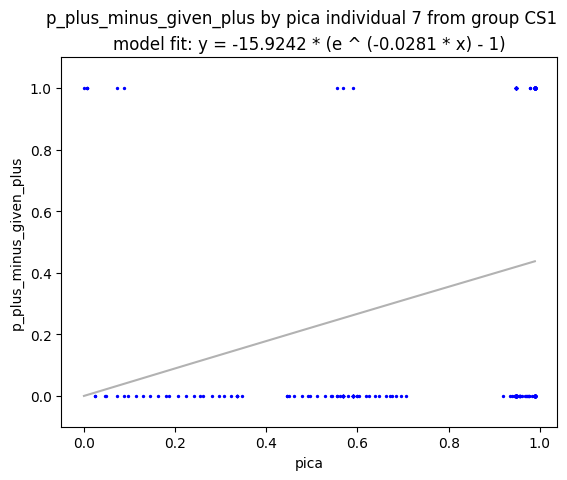 p_plus_minus_given_plus by pica individual 7 from group CS1
model fit: y = -15.9242 * (e ^ (-0.0281 * x) - 1)
1.0
0.8
0.6
0.4
0.2
0.0
p_plus_minus_given_plus
0.0 0.2 0.4 0.6 0.8 1.0
pica